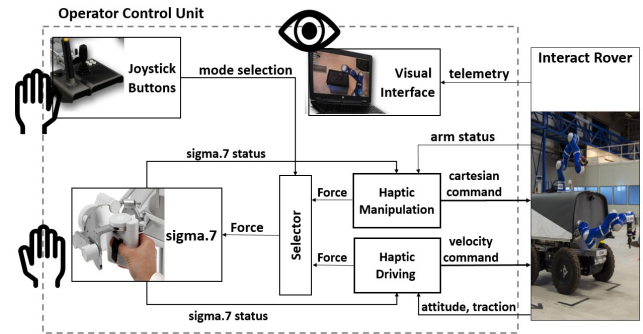 Operator Control Unit
Joystick
Buttons
mode selection
Visual
Interface
telemetry
Interact Rover
arm status
sigma.7 status
cartesian
command
Force
Haptic
Manipulation
sigma.7
Force
Selector
velocity
command
Force
Haptic
Driving
attitude, traction
sigma.7 status